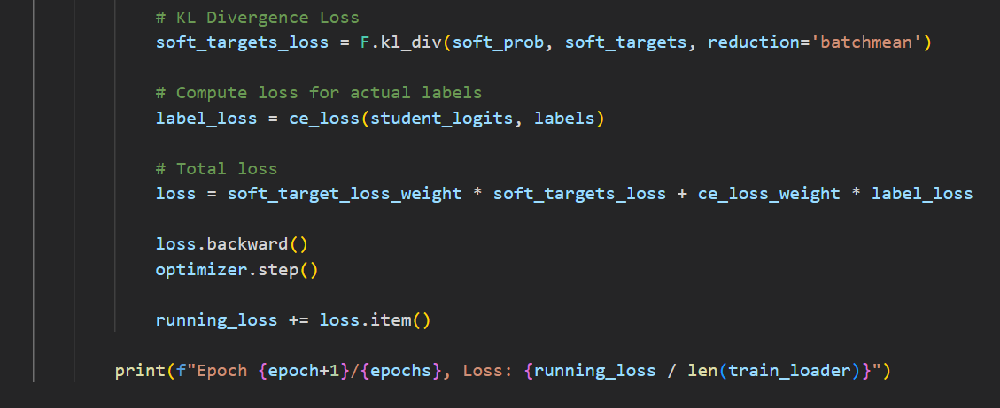 # KL Divergence Loss
soft_targets_loss = F.kl_div(soft_prob, soft_targets, reduction='batchmean')
# Compute loss for actual labels
label_loss = ce_loss(student_logits, labels)
# Total loss
loss = soft_target_loss_weight * soft_targets_loss + ce_loss_weight * label_loss
loss.backward()
optimizer.step()
running_loss += loss.item()
print(f"Epoch {epoch+1}/{epochs}, Loss: {running_loss / len(train_loader)}")